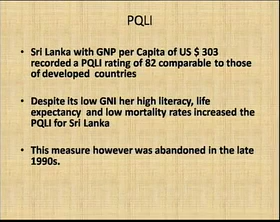 PQLI
• Sri Lanka with GNP per Capita of US $ 303
recorded a PQLI rating of 82 comparable to those
of developed countries
• Despite its low GNI her high literacy, life
expectancy and low mortality rates increased the
PQLI for Sri Lanka
• This measure however was abandoned in the late
1990s.